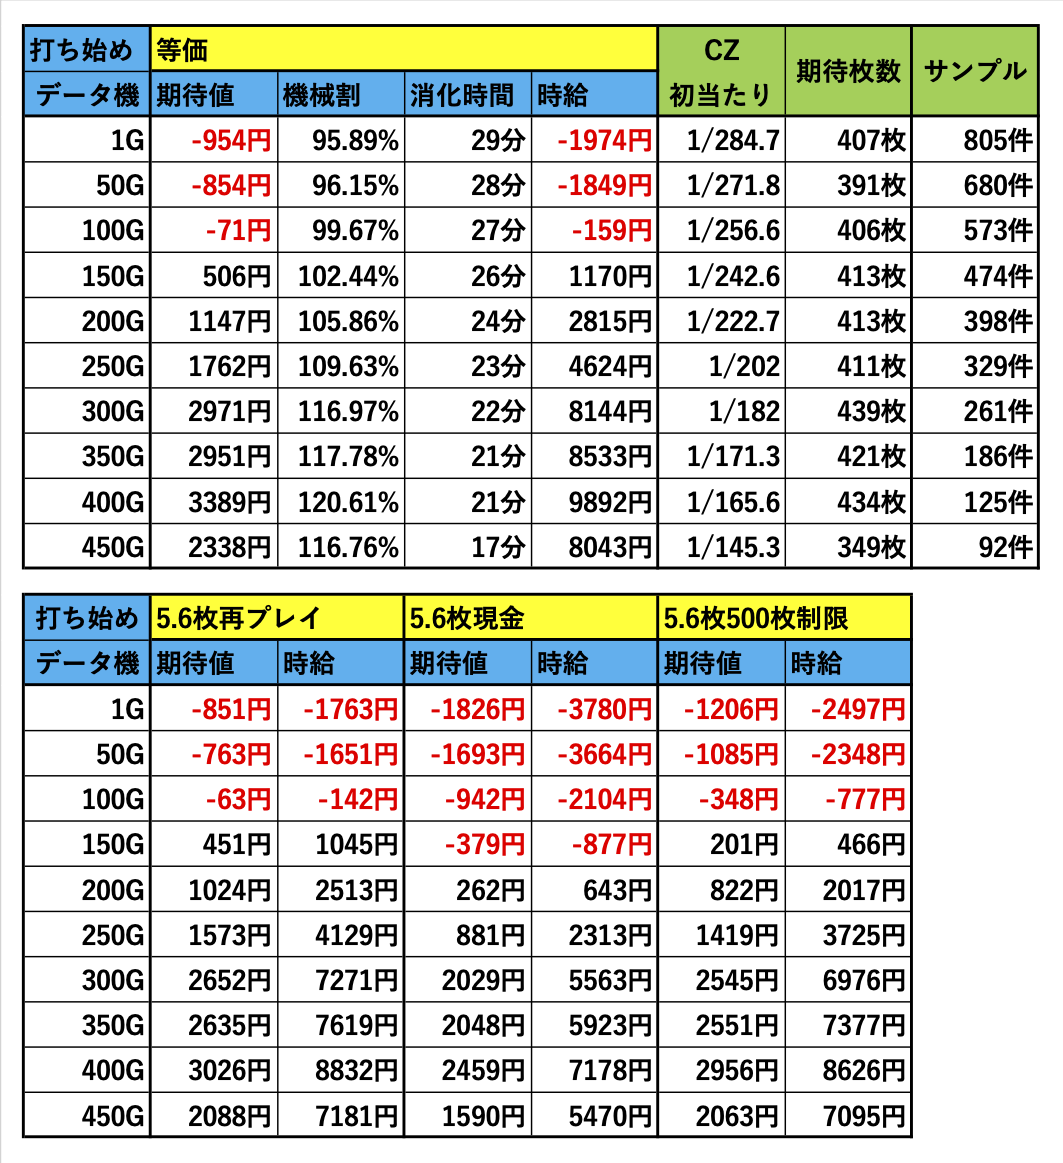 打ち始め 等価 CZ 期待枚数 サンプル
データ機 期待値 機械割 消化時間 時給 初当たり
1G -954円 95.89% 29分 -1974円 1/284.7 407枚 805件
50G -854円 96.15% 28分 -1849円 1/271.8 391枚 680件
100G -71円 99.67% 27分 -159円 1/256.6 406枚 573件
150G 506円 102.44% 26分 1170円 1/242.6 413枚 474件
200G 1147円 105.86% 24分 2815円 1/222.7 413枚 398件
250G 1762円 109.63% 23分 4624円 1/202 411枚 329件
300G 2971円 116.97% 22分 8144円 1/182 439枚 261件
350G 2951円 117.78% 21分 8533円 1/171.3 421枚 186件
400G 3389円 120.61% 21分 9892円 1/165.6 434枚 125件
450G 2338円 116.76% 17分 8043円 1/145.3 349枚 92件
打ち始め 5.6枚再プレイ 5.6枚現金 5.6枚500枚制限
データ機 期待値 時給 期待値 時給 期待値 時給
1G -851円 -1763円 -1826円 -3780円 -1206円 -2497円
50G -763円 -1651円 -1693円 -3664円 -1085円 -2348円
100G -63円 -142円 -942円 -2104円 -348円 -777円
150G 451円 1045円 -379円 -877円 201円 466円
200G 1024円 2513円 262円 643円 822円 2017円
250G 1573円 4129円 881円 2313円 1419円 3725円
300G 2652円 7271円 2029円 5563円 2545円 6976円
350G 2635円 7619円 2048円 5923円 2551円 7377円
400G 3026円 8832円 2459円 7178円 2956円 8626円
450G 2088円 7181円 1590円 5470円 2063円 7095円